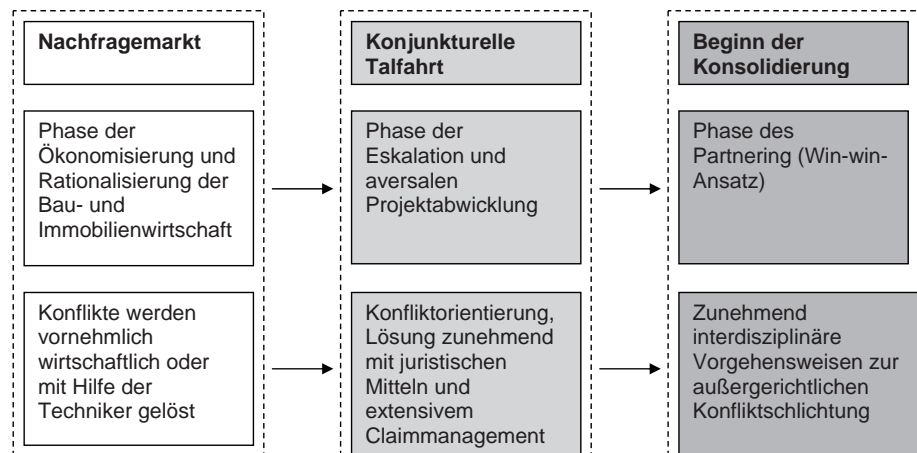 Nachfragemarkt
Konjunkturelle
Talfahrt
Beginn der
Konsolidierung
Phase der
Ökonomisierung und
Rationalisierung der
Bau- und
Immobilienwirtschaft
Phase der
Eskalation und
aversalen
Projektabwicklung
Phase des
Partnering (Win-win-
Ansatz)
Konflikte werden
vornehmlich
wirtschaftlich oder
mit Hilfe der
Techniker gelöst
Konfliktorientierung,
Lösung zunehmend
mit juristischen
Mitteln und
extensivem
Claimmanagement
Zunehmend
interdisziplinäre
Vorgehensweisen zur
außergerichtlichen
Konfliktschlichtung